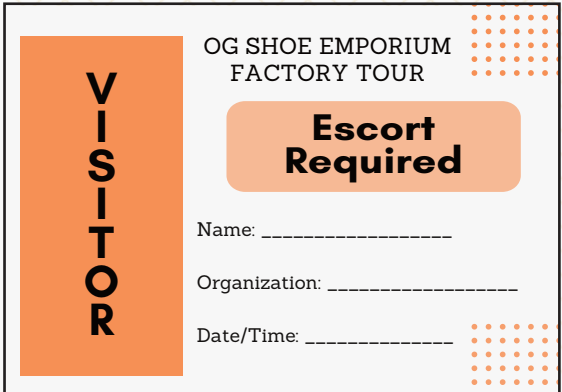 VISITOR
OG SHOE EMPORIUM
FACTORY TOUR
Escort
Required
Name: __________________
Organization: __________________
Date/Time: ______________